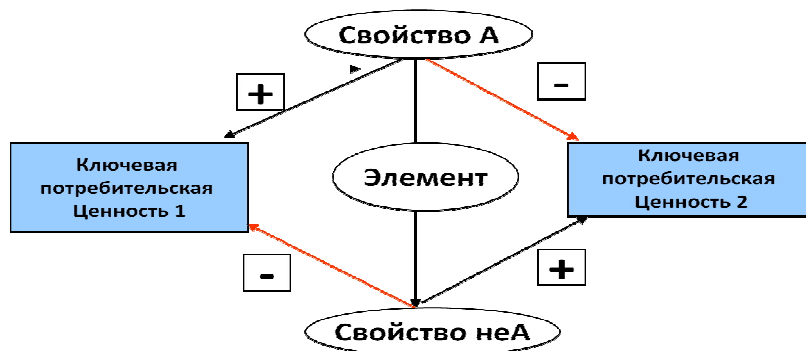 Свойство А
+
-
Ключевая
потребительская
Ценность 1
Элемент
Ключевая
потребительская
Ценность 2
-
+
Свойство неА